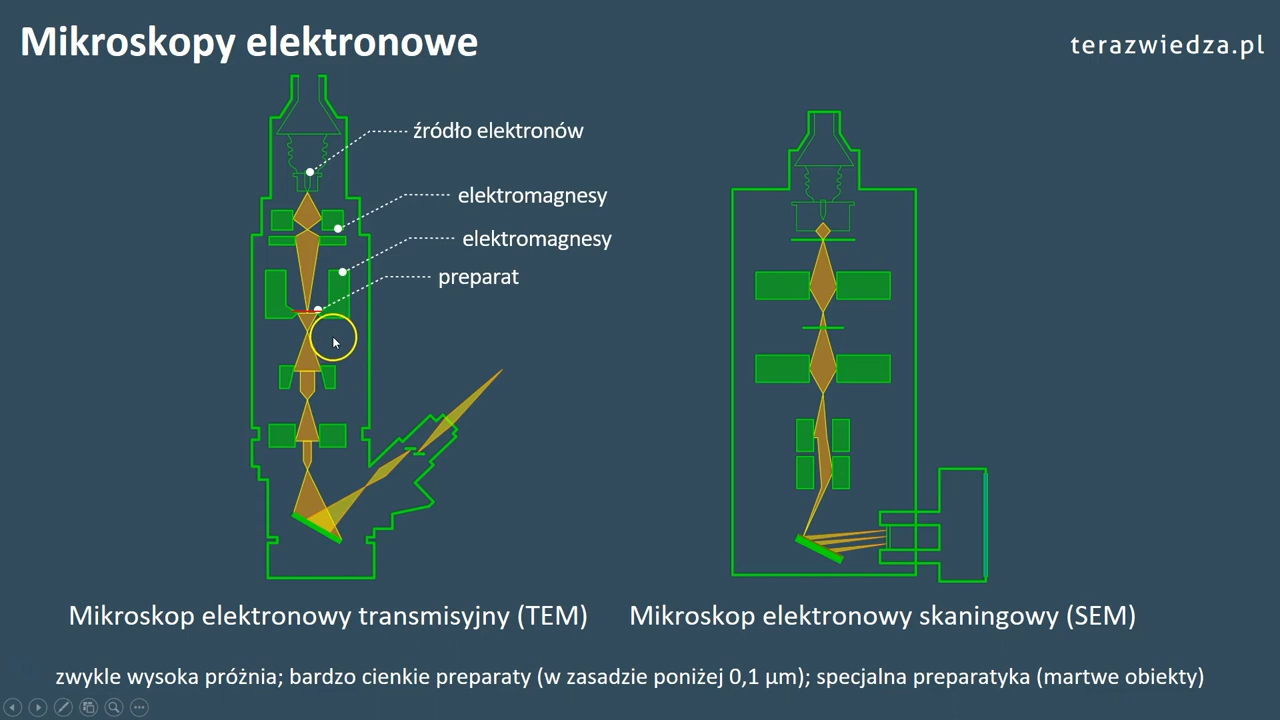 Mikroskopy elektronowe
terazwiedza.pl
źródło elektronów
elektromagnesy
elektromagnesy
preparat
Mikroskop elektronowy transmisyjny (TEM)
Mikroskop elektronowy skaningowy (SEM)
zwykle wysoka próżnia; bardzo cienkie preparaty (w zasadzie poniżej 0,1 µm); specjalna preparatyka (martwe obiekty)